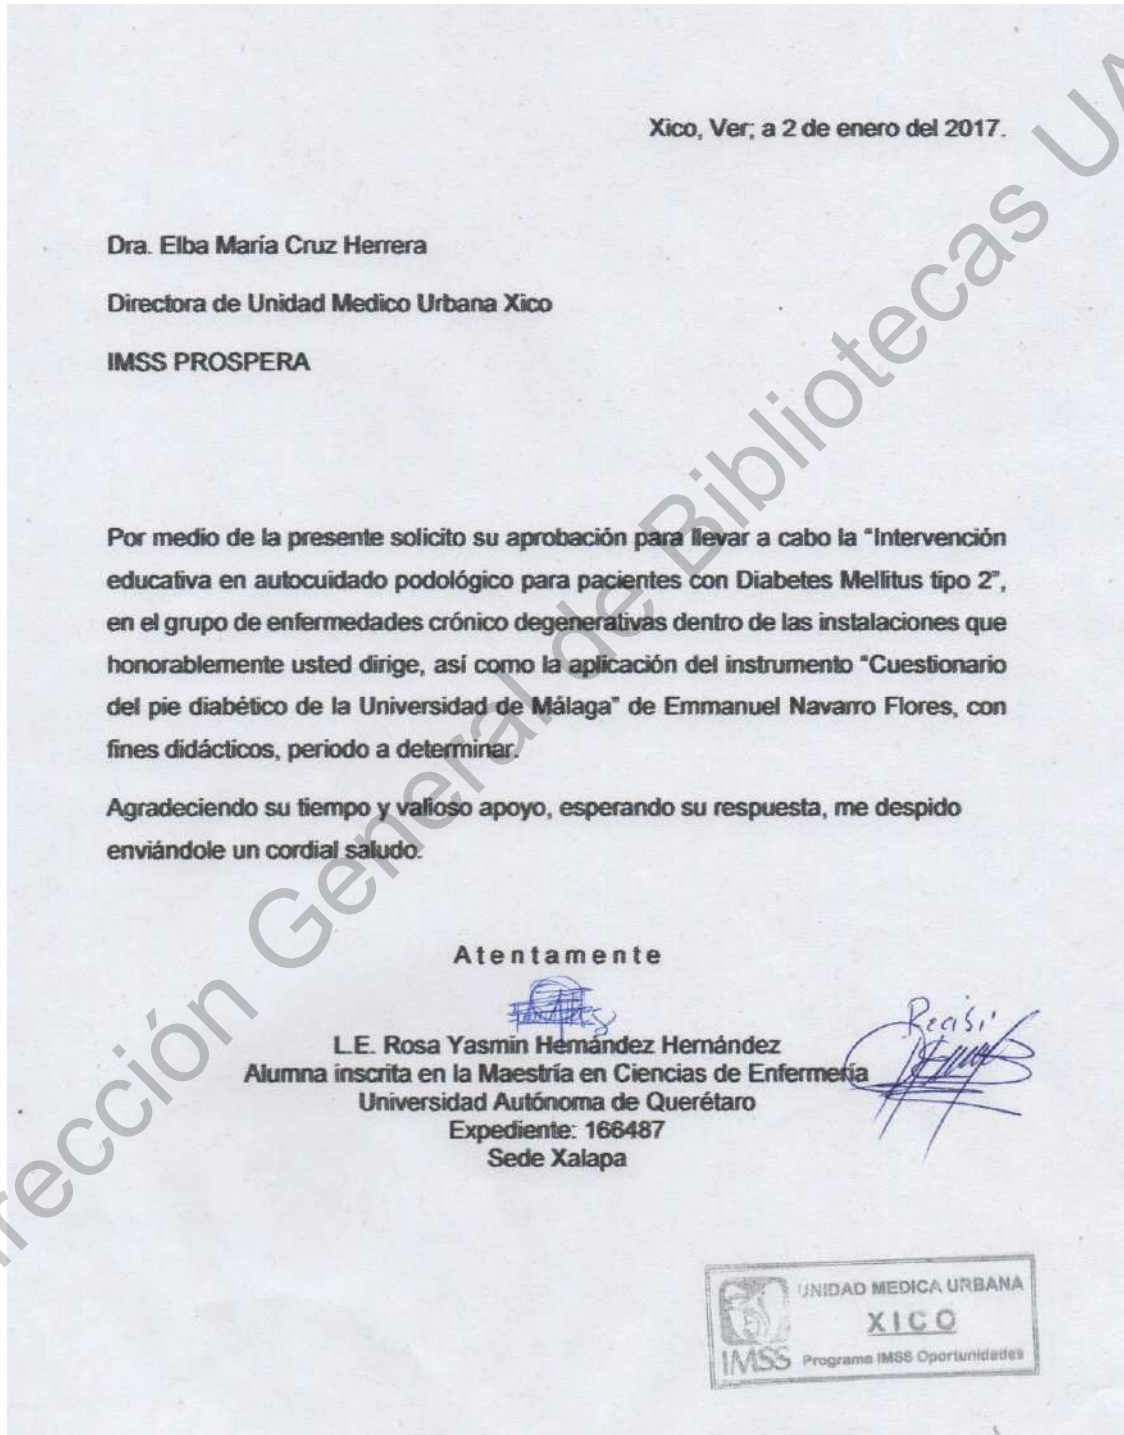 Xico, Ver; a 2 de enero del 2017.
Dra. Elba María Cruz Herrera
Directora de Unidad Medico Urbana Xico
IMSS PROSPERA
Por medio de la presente solicito su aprobación para llevar a cabo la “Intervención
educativa en autocuidado podológico para pacientes con Diabetes Mellitus tipo 2”,
en el grupo de enfermedades crónico degenerativas dentro de las instalaciones que
honorablemente usted dirige, así como la aplicación del instrumento “Cuestionario
del pie diabético de la Universidad de Málaga” de Emmanuel Navarro Flores, con
fines didácticos, periodo a determinar.
Agradeciendo su tiempo y valioso apoyo, esperando su respuesta, me despido
enviándole un cordial saludo.
Atentamente
L.E. Rosa Yasmin Hernández Hernández
Alumna inscrita en la Maestría en Ciencias de Enfermería
Universidad Autónoma de Querétaro
Expediente: 166487
Sede Xalapa
Recibi
UNIDAD MEDICA URBANA
XICO
IMSS Programa IMSS Oportunidades
rección General de Bibliotecas UA